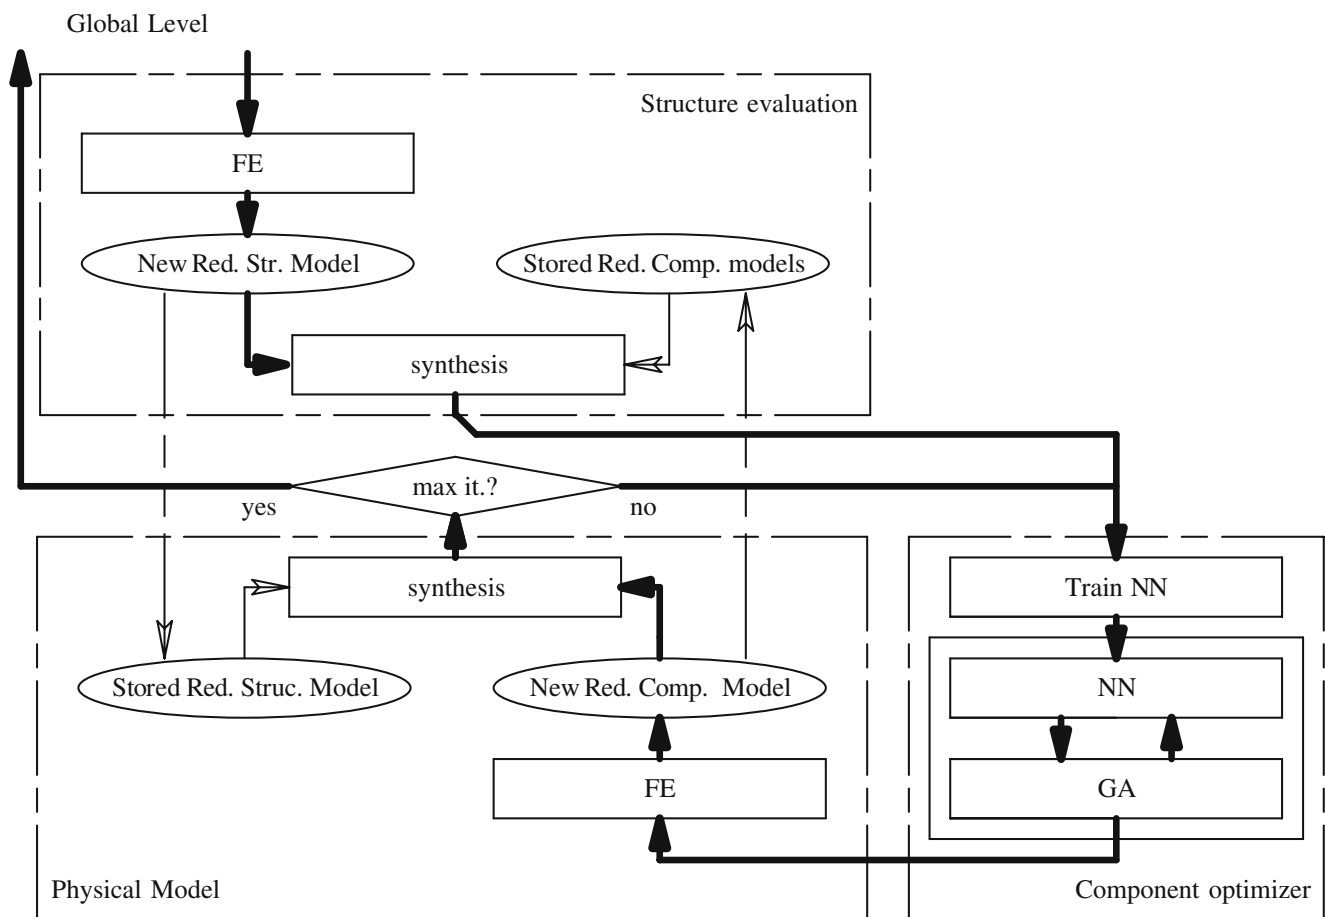 Global Level
Structure evaluation
FE
New Red. Str. Model
Stored Red. Comp. models
synthesis
max it.?
yes
no
synthesis
Train NN
Stored Red. Struc. Model
New Red. Comp. Model
NN
FE
GA
Physical Model
Component optimizer